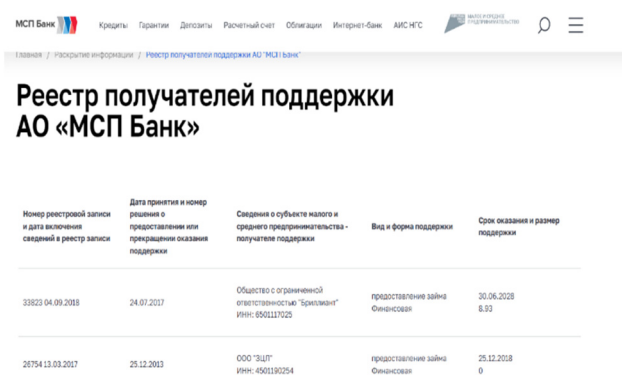 МСП Банк Кредиты Гарантии Депозиты Расчетный счет Облигации Интернет-банк АИС НГС МАЛОЕ И СРЕДНЕЕ
ПРЕДПРИНИМАТЕЛЬСТВО
Главная / Раскрытие информации / Реестр получателей поддержки АО "МСП Банк"
Реестр получателей поддержки
АО «МСП Банк»
Номер реестровой записи
и дата включения
сведений в реестр записи
Дата принятия и номер
решения о
предоставлении или
прекращении оказания
поддержки
Сведения о субъекте малого и
среднего предпринимательства -
получателе поддержки
Вид и форма поддержки
Срок оказания и размер
поддержки
33823 04.09.2018
24.07.2017
Общество с ограниченной
ответственностью "Бриллиант"
ИНН: 6501117025
предоставление займа
Финансовая
30.06.2028
8.93
26754 13.03.2017
25.12.2013
ООО "ЗЦП"
ИНН: 4501190254
предоставление займа
Финансовая
25.12.2018
0